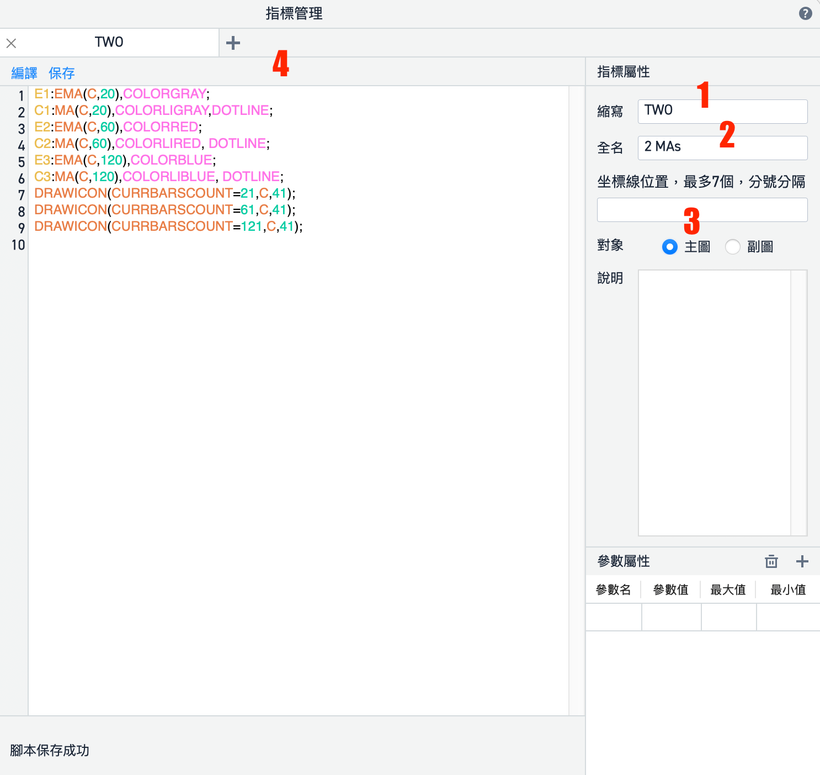 指標管理
?
TWO
4
編譯 保存
1 E1:EMA(C,20),COLORGRAY;
2 C1:MA(C,20),COLORLIGRAY,DOTLINE;
3 E2:EMA(C,60),COLORRED;
4 C2:MA(C,60),COLORLIRED, DOTLINE;
5 E3:EMA(C,120),COLORBLUE;
6 C3:MA(C,120),COLORLIBLUE, DOTLINE;
7 DRAWICON(CURRBARSCOUNT=21,C,41);
8 DRAWICON(CURRBARSCOUNT=61,C,41);
9 DRAWICON(CURRBARSCOUNT=121,C,41);
10
腳本保存成功
指標屬性
1
縮寫 TWO
2
全名 2 MAs
坐標線位置，最多7個，分號分隔
3
對象 主圖 副圖
說明
參數屬性
參數名 參數值 最大值 最小值